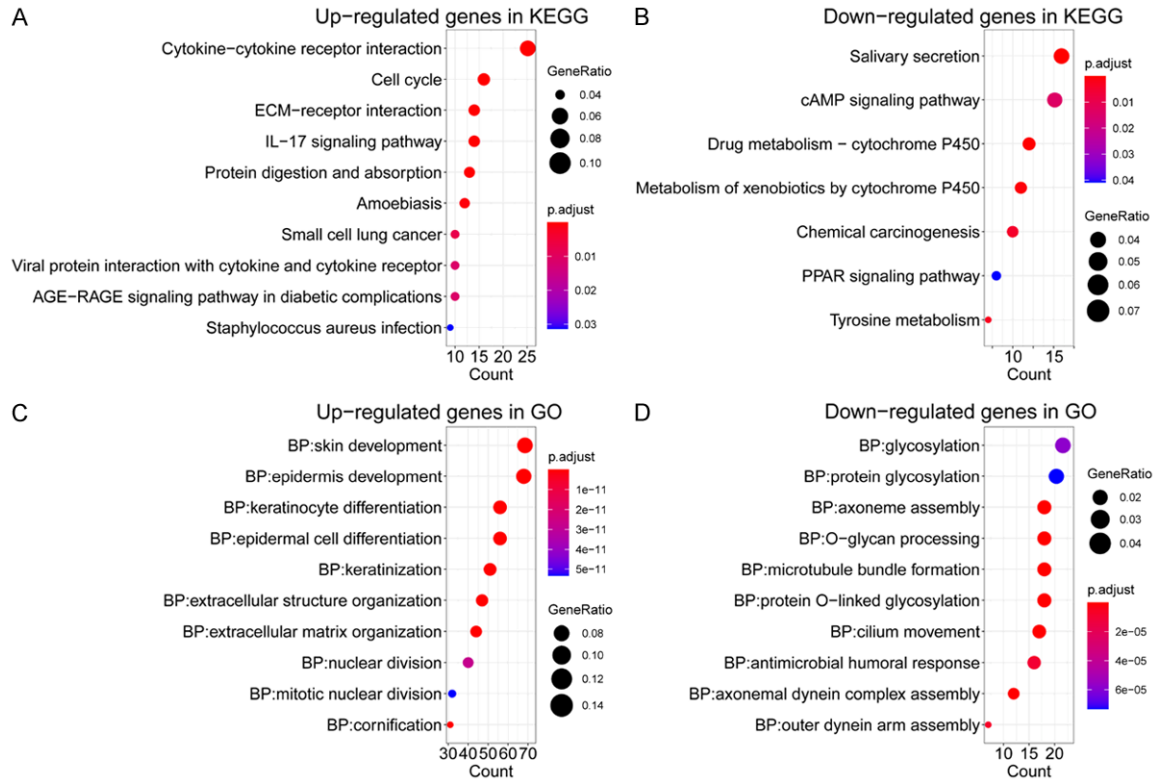 A
Up-regulated genes in KEGG
Cytokine-cytokine receptor interaction
Cell cycle
ECM-receptor interaction
IL-17 signaling pathway
Protein digestion and absorption
Amoebiasis
Small cell lung cancer
Viral protein interaction with cytokine and cytokine receptor
AGE-RAGE signaling pathway in diabetic complications
Staphylococcus aureus infection
10 15 20 25
Count
GeneRatio
0.04
0.06
0.08
0.10
p.adjust
0.01
0.02
0.03
B
Down-regulated genes in KEGG
Salivary secretion
cAMP signaling pathway
Drug metabolism - cytochrome P450
Metabolism of xenobiotics by cytochrome P450
Chemical carcinogenesis
PPAR signaling pathway
Tyrosine metabolism
10 15
Count
p.adjust
0.01
0.02
0.03
0.04
GeneRatio
0.04
0.05
0.06
0.07
C
Up-regulated genes in GO
BP:skin development
BP:epidermis development
BP:keratinocyte differentiation
BP:epidermal cell differentiation
BP:keratinization
BP:extracellular structure organization
BP:extracellular matrix organization
BP:nuclear division
BP:mitotic nuclear division
BP:cornification
30 40 50 60 70
Count
p.adjust
1e-11
2e-11
3e-11
4e-11
5e-11
GeneRatio
0.08
0.10
0.12
0.14
D
Down-regulated genes in GO
BP:glycosylation
BP:protein glycosylation
BP:axoneme assembly
BP:O-glycan processing
BP:microtubule bundle formation
BP:protein O-linked glycosylation
BP:cilium movement
BP:antimicrobial humoral response
BP:axonemal dynein complex assembly
BP:outer dynein arm assembly
10 15 20
Count
GeneRatio
0.02
0.03
0.04
p.adjust
2e-05
4e-05
6e-05